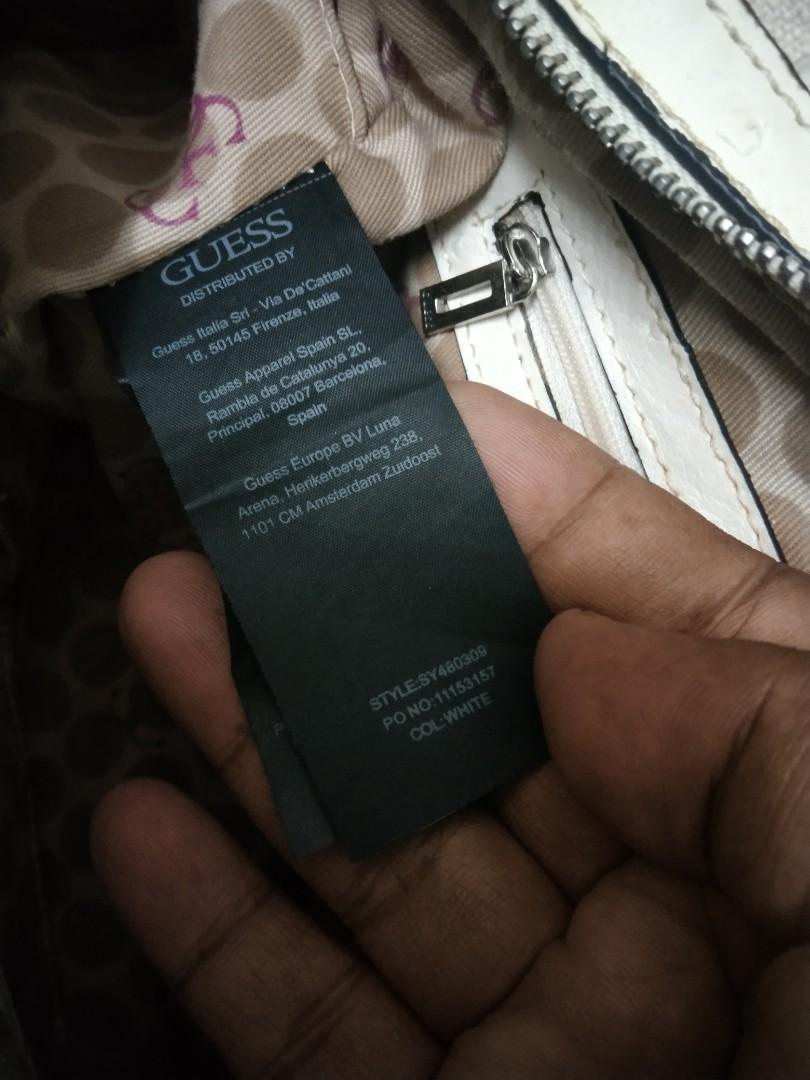 GUESS
DISTRIBUTED BY
Guess Italia Srl - Via De'Cattani
18, 50145 Firenze, Italia
Guess Apparel Spain SL,
Rambla de Catalunya 20,
Principal, 08007 Barcelona,
Spain
Guess Europe BV Luna
Arena, Herikerbergweg 238,
1101 CM Amsterdam Zuidoost
STYLE:SY480309
PO NO:11153157
COL:WHITE